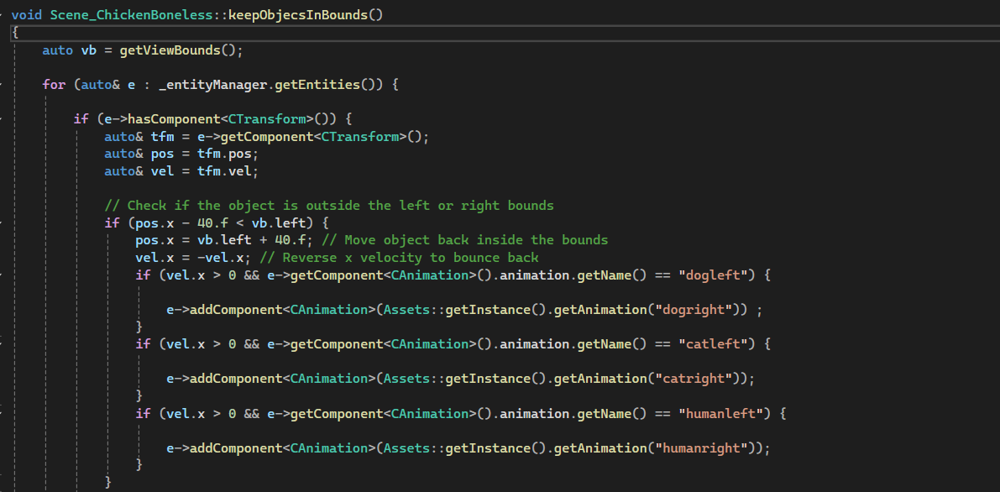 void Scene_ChickenBoneless::keepObjecsInBounds()
{
    auto vb = getViewBounds();

    for (auto& e : _entityManager.getEntities()) {

        if (e->hasComponent<CTransform>()) {
            auto& tfm = e->getComponent<CTransform>();
            auto& pos = tfm.pos;
            auto& vel = tfm.vel;

            // Check if the object is outside the left or right bounds
            if (pos.x - 40.f < vb.left) {
                pos.x = vb.left + 40.f; // Move object back inside the bounds
                vel.x = -vel.x; // Reverse x velocity to bounce back
                if (vel.x > 0 && e->getComponent<CAnimation>().animation.getName() == "dogleft") {

                    e->addComponent<CAnimation>(Assets::getInstance().getAnimation("dogright")) ;
                }
                if (vel.x > 0 && e->getComponent<CAnimation>().animation.getName() == "catleft") {

                    e->addComponent<CAnimation>(Assets::getInstance().getAnimation("catright"));
                }
                if (vel.x > 0 && e->getComponent<CAnimation>().animation.getName() == "humanleft") {

                    e->addComponent<CAnimation>(Assets::getInstance().getAnimation("humanright"));
                }
            }